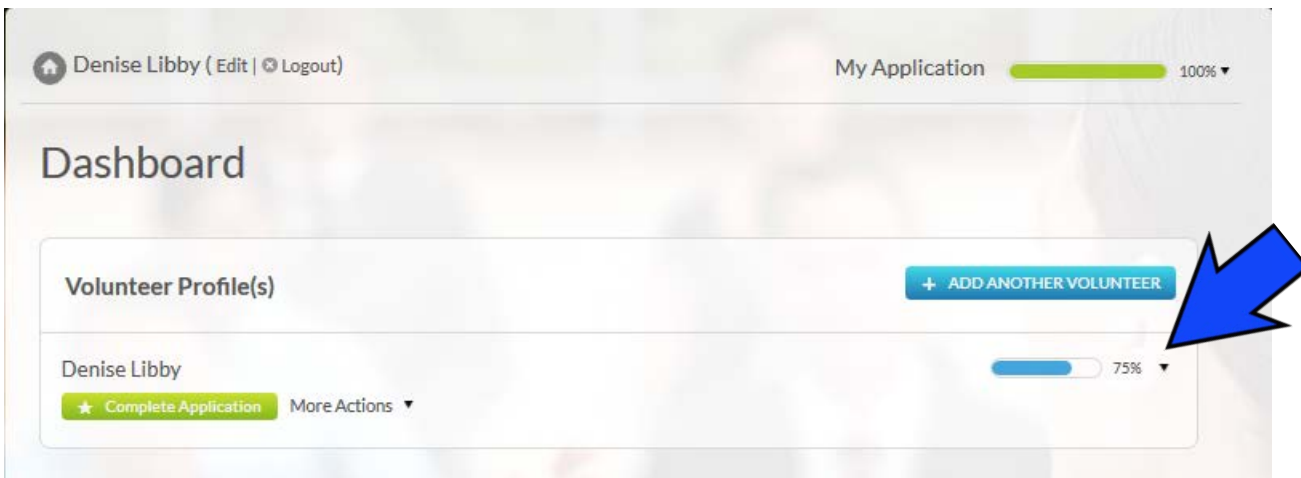 Denise Libby ( Edit | Logout)
My Application 100%
Dashboard
Volunteer Profile(s)
+ ADD ANOTHER VOLUNTEER
Denise Libby
75%
Complete Application More Actions